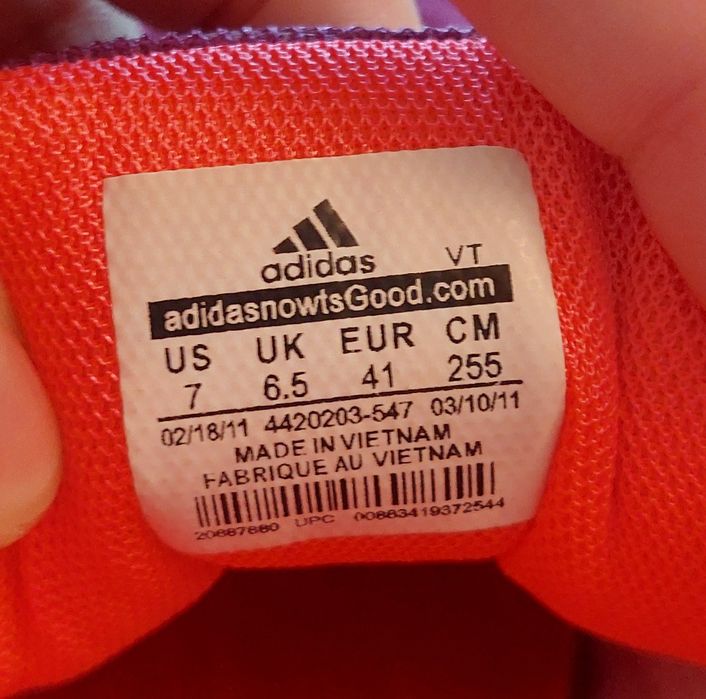 adidas VT
adidasnowtsGood.com
US UK EUR CM
7 6.5 41 255
02/18/11 4420203-547 03/10/11
MADE IN VIETNAM
FABRIQUE AU VIETNAM
20887880 UPC 00883419372544